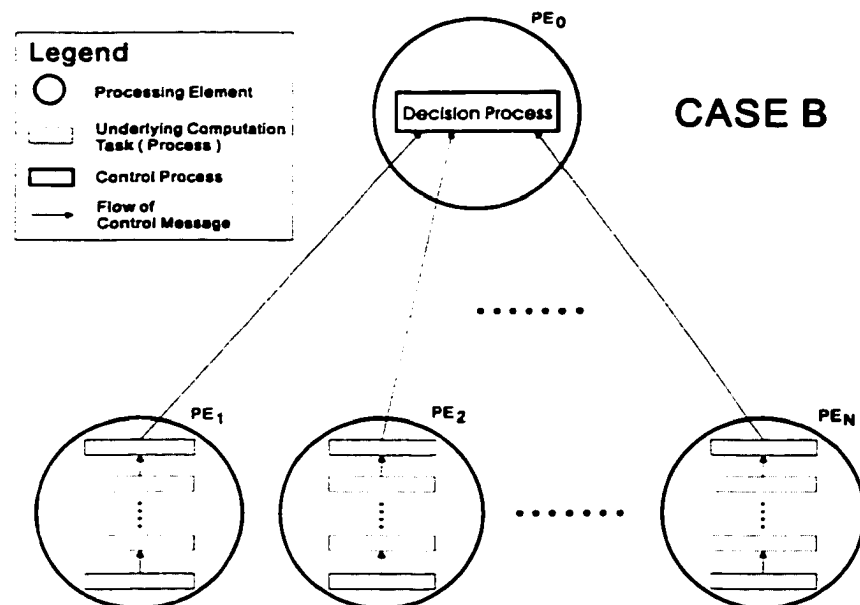 PE0
Legend
Processing Element
Underlying Computation
Task ( Process )
Control Process
Flow of
Control Message
Decision Process
CASE B
PE1
PE2
PEN